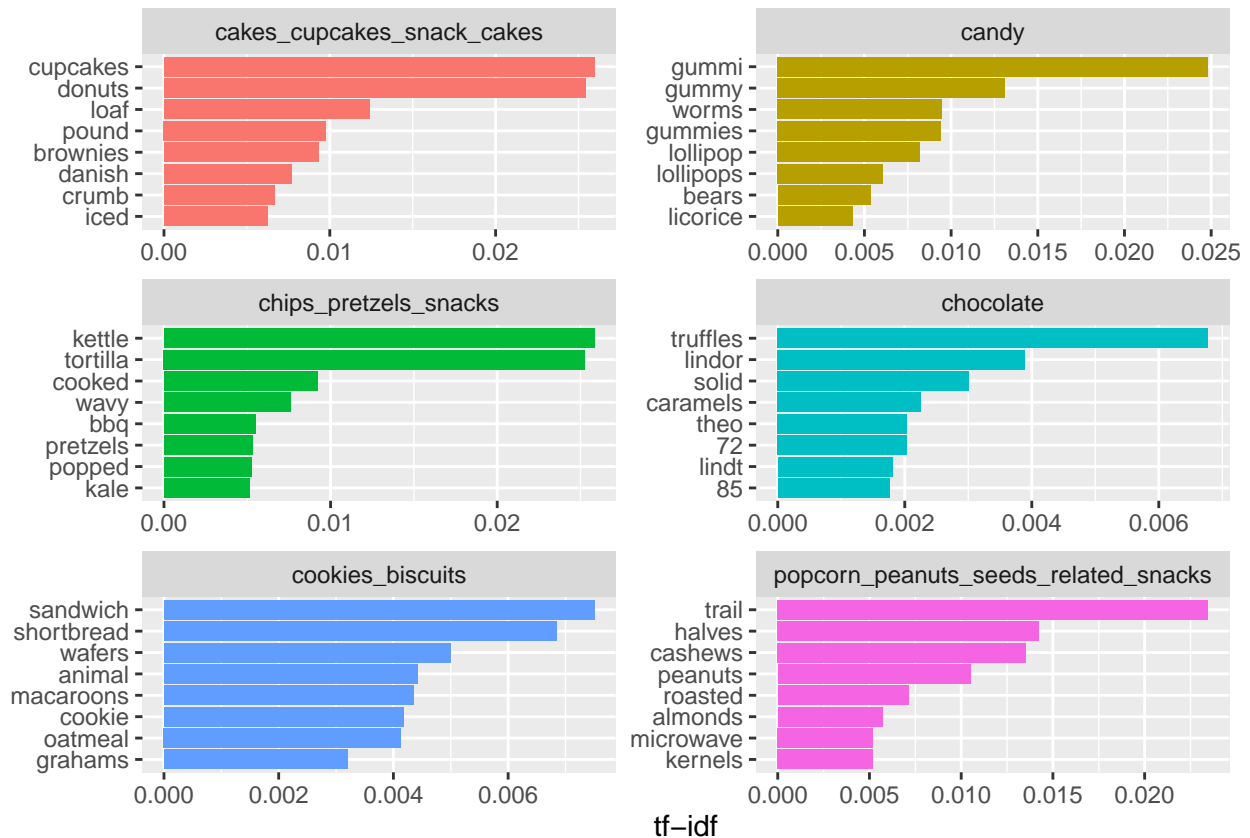 cakes_cupcakes_snack_cakes
cupcakes
donuts
loaf
pound
brownies
danish
crumb
iced
0.00 0.01 0.02
candy
gummi
gummy
worms
gummies
lollipop
lollipops
bears
licorice
0.000 0.005 0.010 0.015 0.020 0.025
chips_pretzels_snacks
kettle
tortilla
cooked
wavy
bbq
pretzels
popped
kale
0.00 0.01 0.02
chocolate
truffles
lindor
solid
caramels
theo
72
lindt
85
0.000 0.002 0.004 0.006
cookies_biscuits
sandwich
shortbread
wafers
animal
macaroons
cookie
oatmeal
grahams
0.000 0.002 0.004 0.006
popcorn_peanuts_seeds_related_snacks
trail
halves
cashews
peanuts
roasted
almonds
microwave
kernels
0.000 0.005 0.010 0.015 0.020
tf−idf